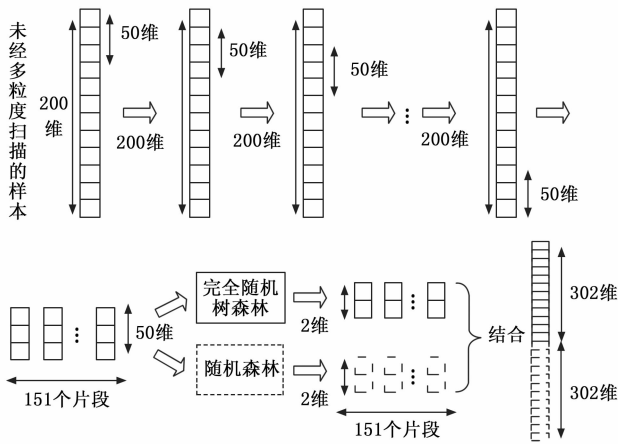 未经多粒度扫描的样本
200维
50维
200维
50维
200维
50维
200维
50维
151个片段
50维
完全随机
树森林
随机森林
2维
2维
151个片段
结合
302维
302维